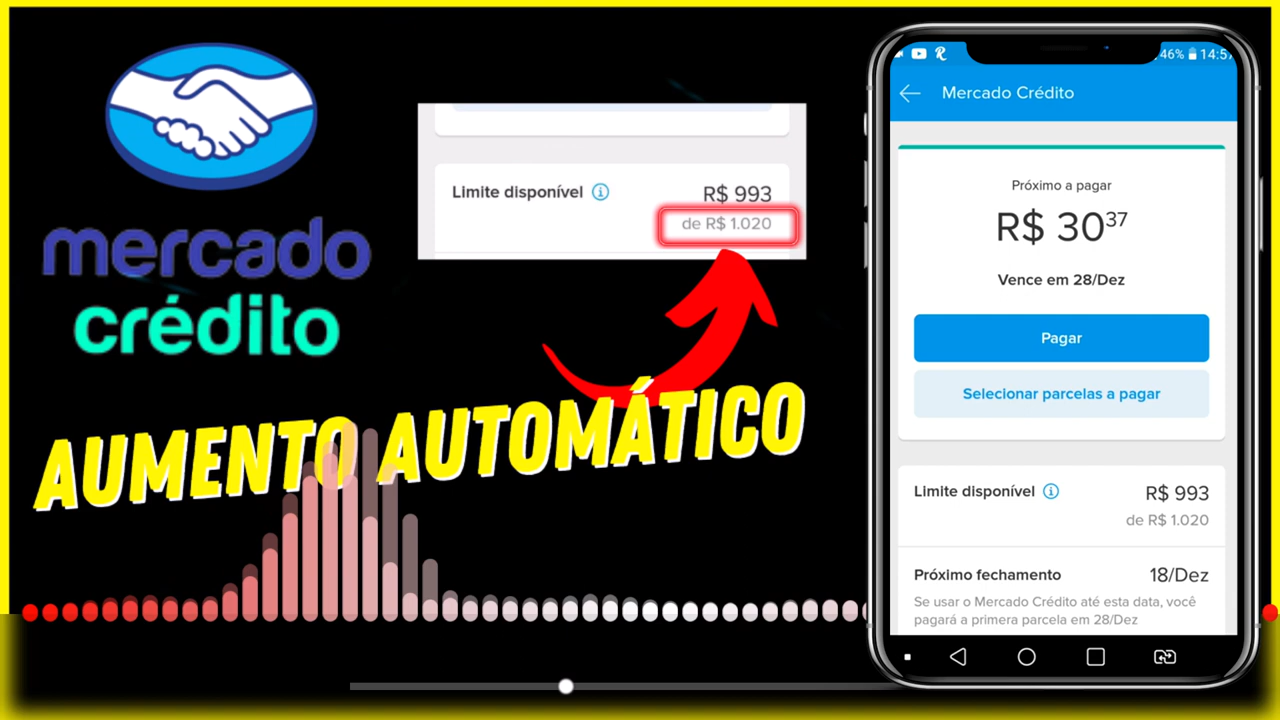 mercado
crédito
Limite disponível
R$ 993
de R$ 1.020
AUMENTO AUTOMÁTICO
46% 14:57
Mercado Crédito
Próximo a pagar
R$ 30³⁷
Vence em 28/Dez
Pagar
Selecionar parcelas a pagar
Limite disponível
R$ 993
de R$ 1.020
Próximo fechamento
18/Dez
Se usar o Mercado Crédito até esta data, você
pagará a primeira parcela em 28/Dez